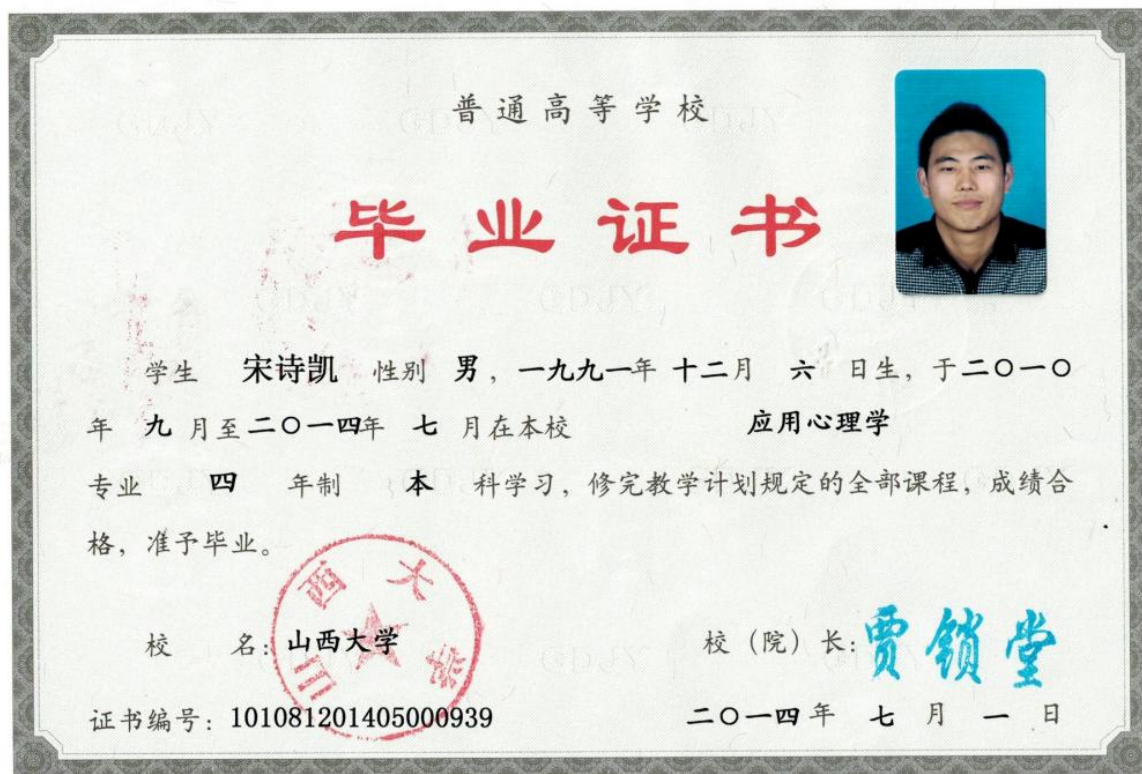 普通高等学校
毕业证书
学生 宋诗凯 性别 男，一九九一年 十二月 六 日生，于二〇一〇
年 九 月至二〇一四年 七 月在本校 应用心理学
专业 四 年制 本 科学习，修完教学计划规定的全部课程，成绩合
格，准予毕业。
山西大学
校 名：山西大学 校（院）长：贾锁堂
证书编号：101081201405000939 二〇一四年 七 月 一 日